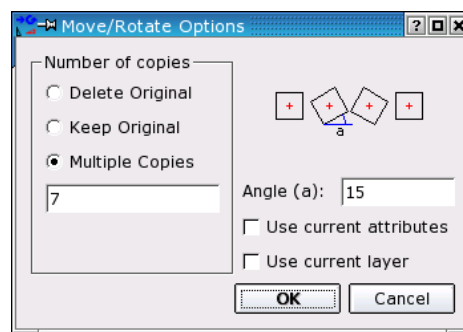 Move/Rotate Options
Number of copies
Delete Original
Keep Original
Multiple Copies
7
a
Angle (a): 15
Use current attributes
Use current layer
OK Cancel